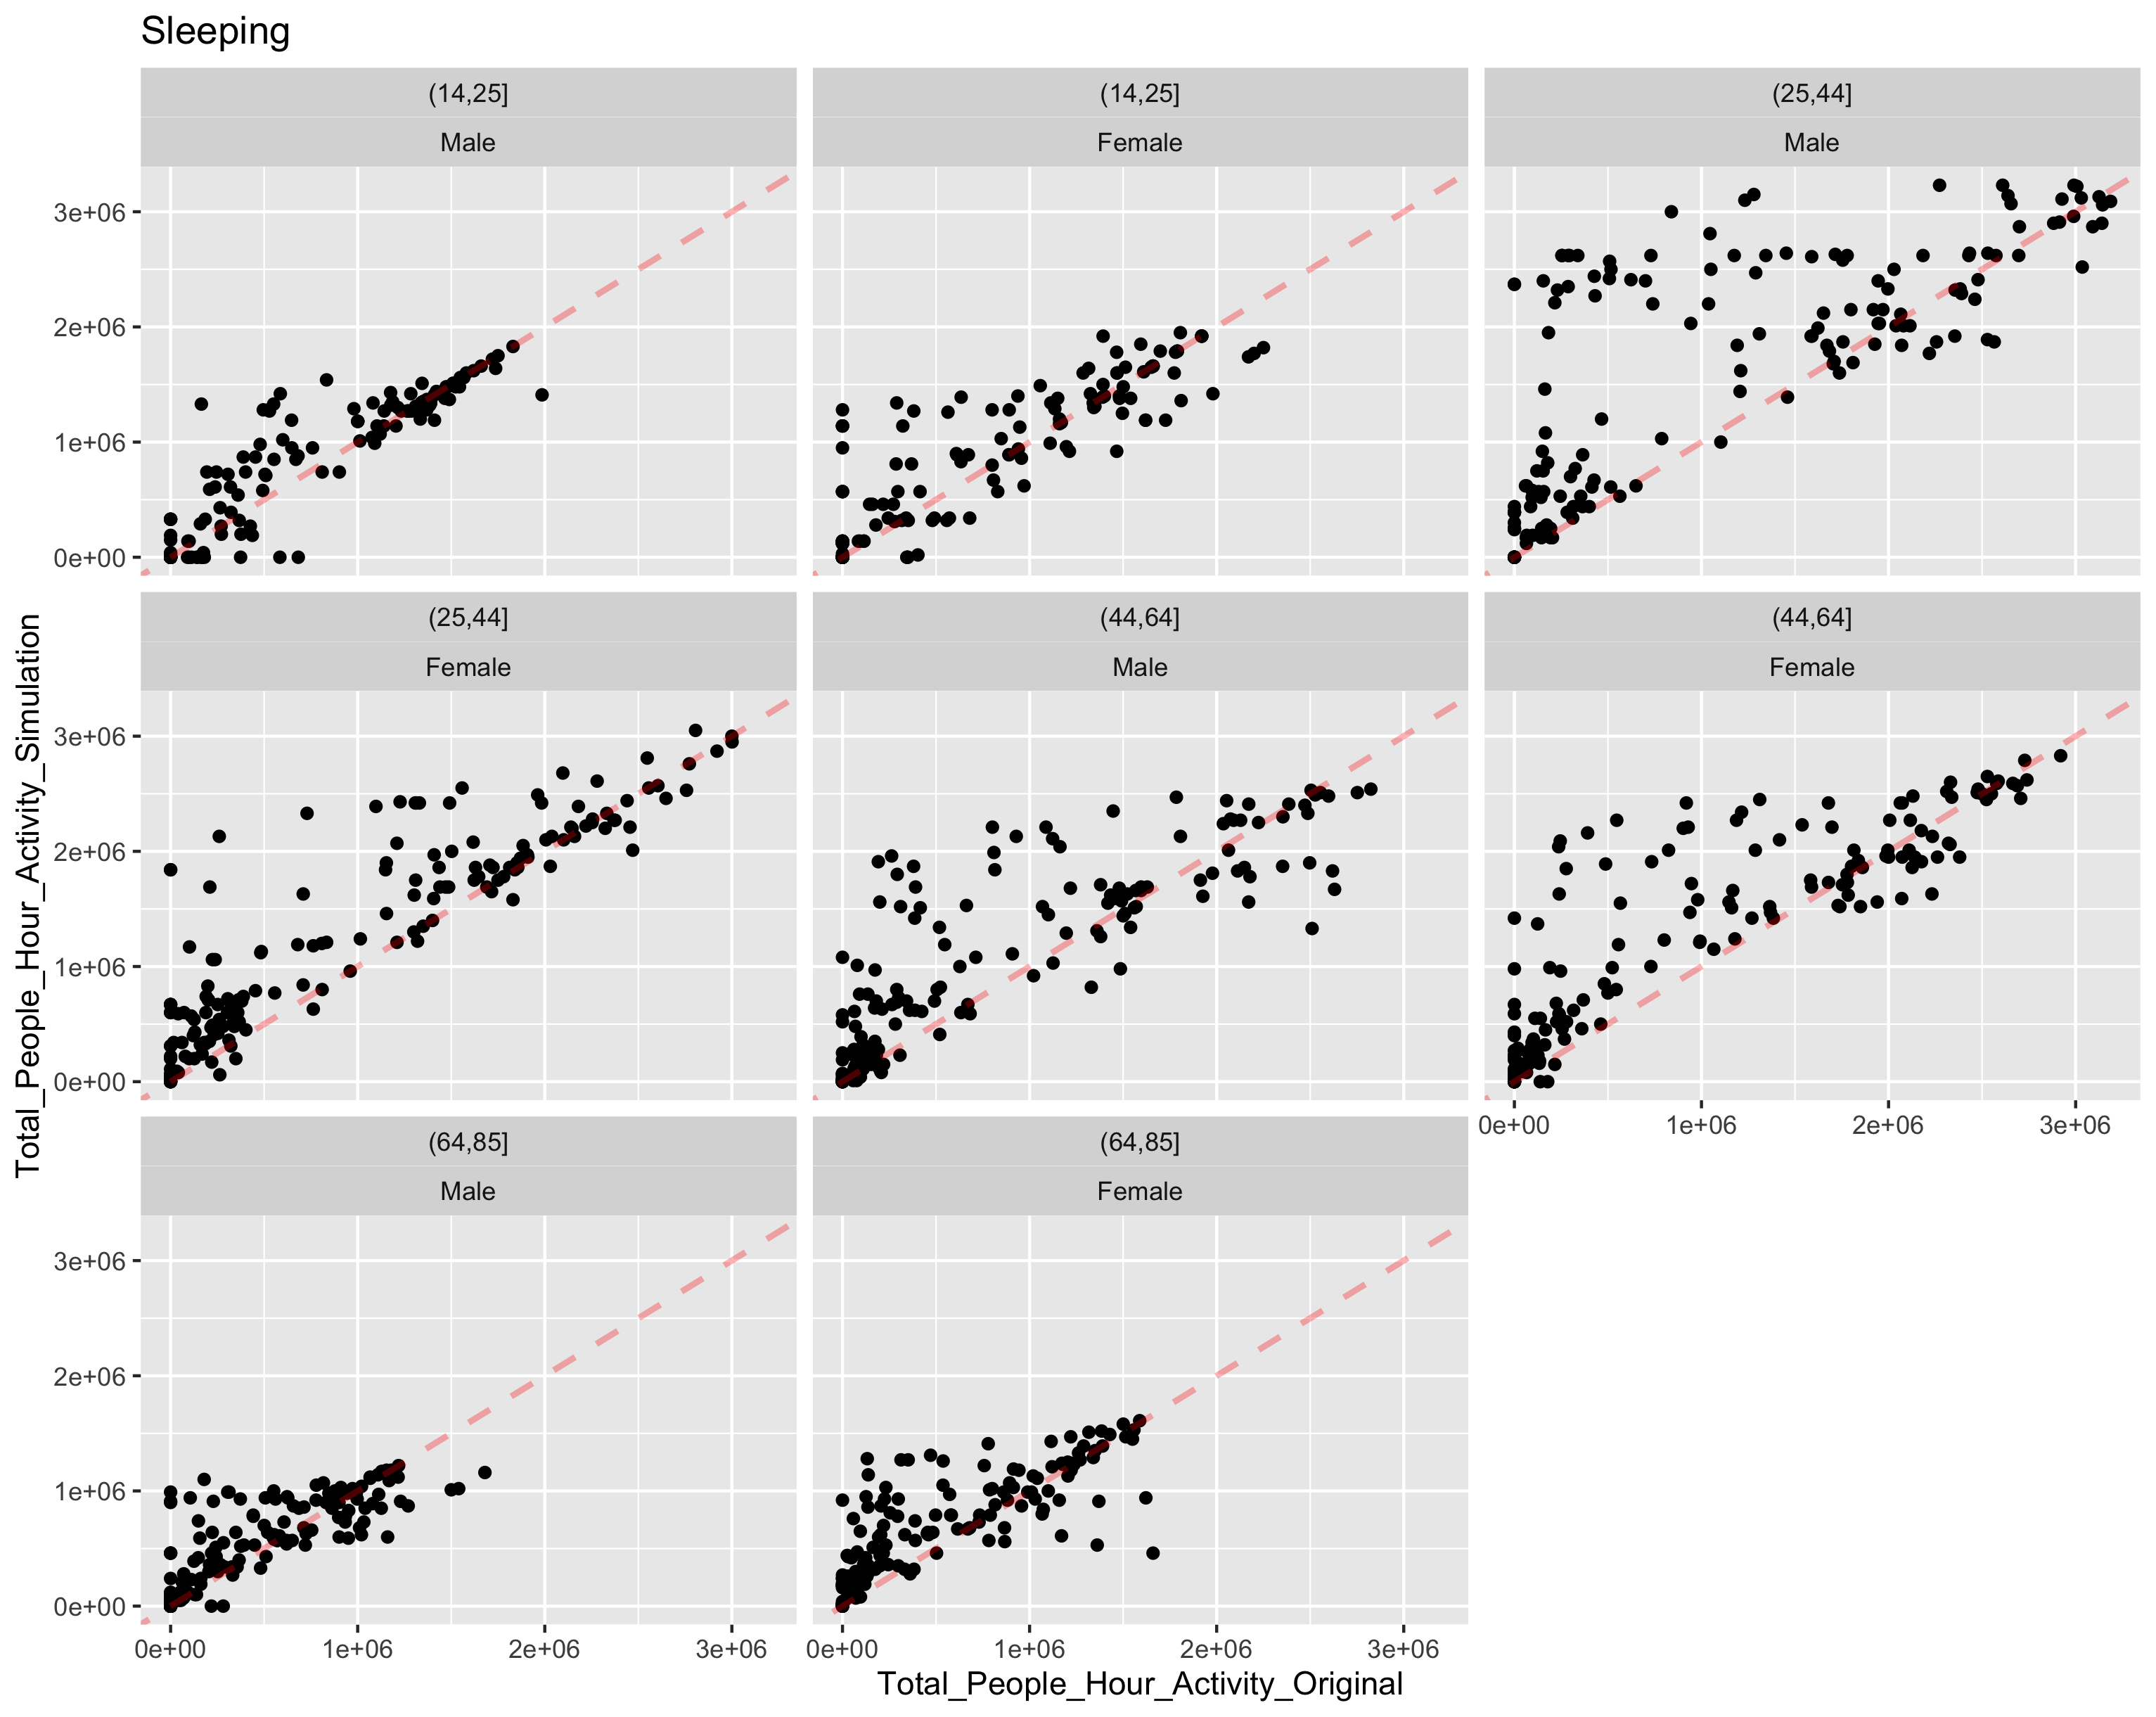 Sleeping
(14,25]
Male
(14,25]
Female
(25,44]
Male
3e+06
2e+06
1e+06
0e+00
(25,44]
Female
(44,64]
Male
(44,64]
Female
3e+06
2e+06
1e+06
0e+00
0e+00 1e+06 2e+06 3e+06
(64,85]
Male
(64,85]
Female
3e+06
2e+06
1e+06
0e+00
0e+00 1e+06 2e+06 3e+06
0e+00 1e+06 2e+06 3e+06
Total_People_Hour_Activity_Original
Total_People_Hour_Activity_Simulation